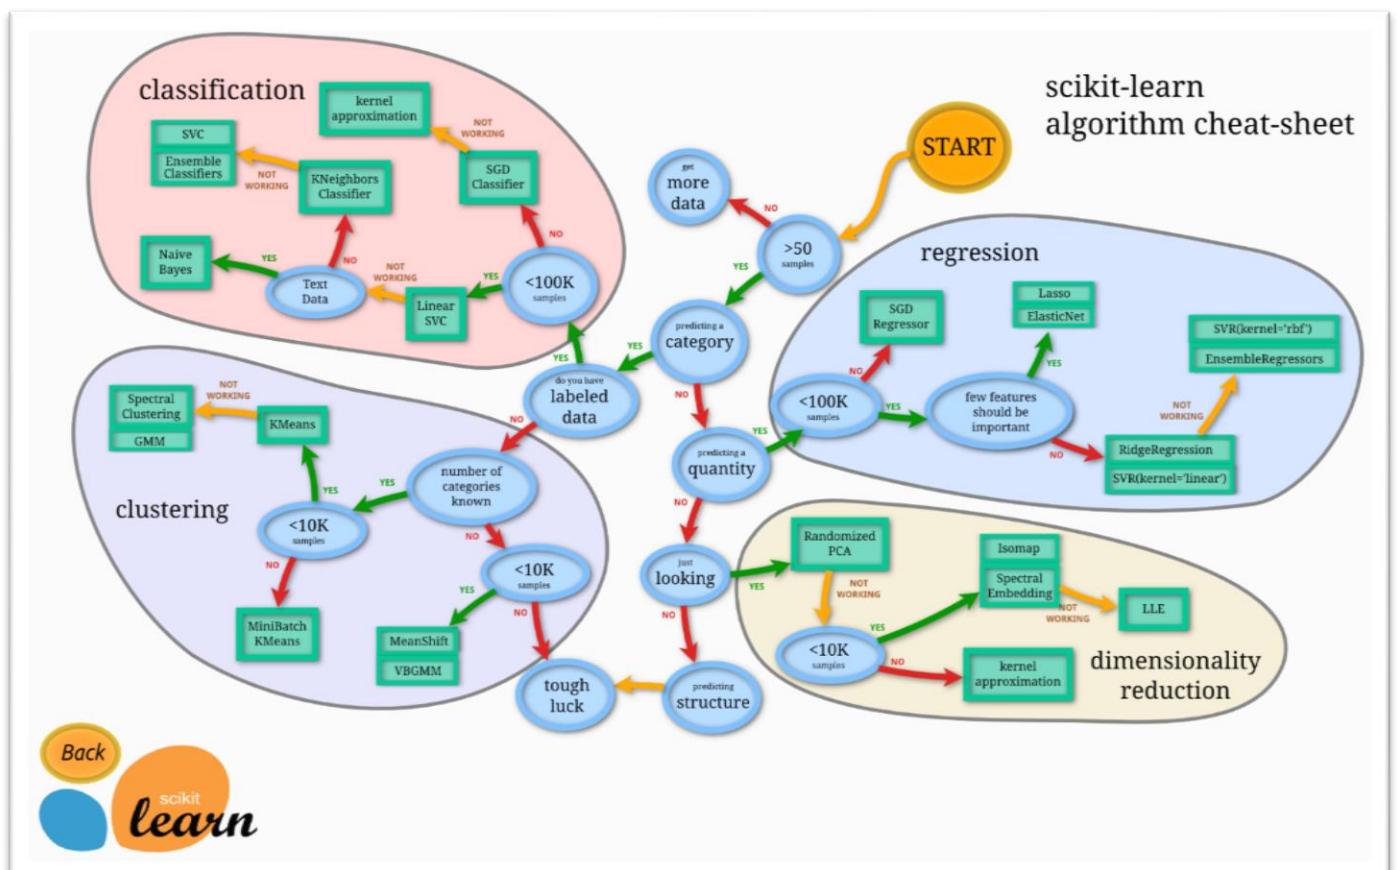 scikit-learn
algorithm cheat-sheet
START
>50
samples
NO
get
more
data
YES
predicting a
category
YES
do you have
labeled
data
YES
classification
<100K
samples
NO
SGD
Classifier
NOT
WORKING
kernel
approximation
YES
Linear
SVC
NOT
WORKING
Text
Data
YES
Naive
Bayes
NO
KNeighbors
Classifier
NOT
WORKING
SVC
Ensemble
Classifiers
NO
clustering
number of
categories
known
YES
<10K
samples
YES
KMeans
NOT
WORKING
Spectral
Clustering
GMM
NO
MiniBatch
KMeans
NO
<10K
samples
YES
MeanShift
VBGMM
NO
tough
luck
NO
predicting a
quantity
YES
regression
<100K
samples
NO
SGD
Regressor
YES
few features
should be
important
YES
Lasso
ElasticNet
NO
RidgeRegression
SVR(kernel='linear')
NOT
WORKING
SVR(kernel='rbf')
EnsembleRegressors
NO
just
looking
YES
dimensionality
reduction
Randomized
PCA
NOT
WORKING
<10K
samples
YES
Isomap
Spectral
Embedding
NOT
WORKING
LLE
NO
kernel
approximation
NO
predicting
structure
Back
scikit
learn